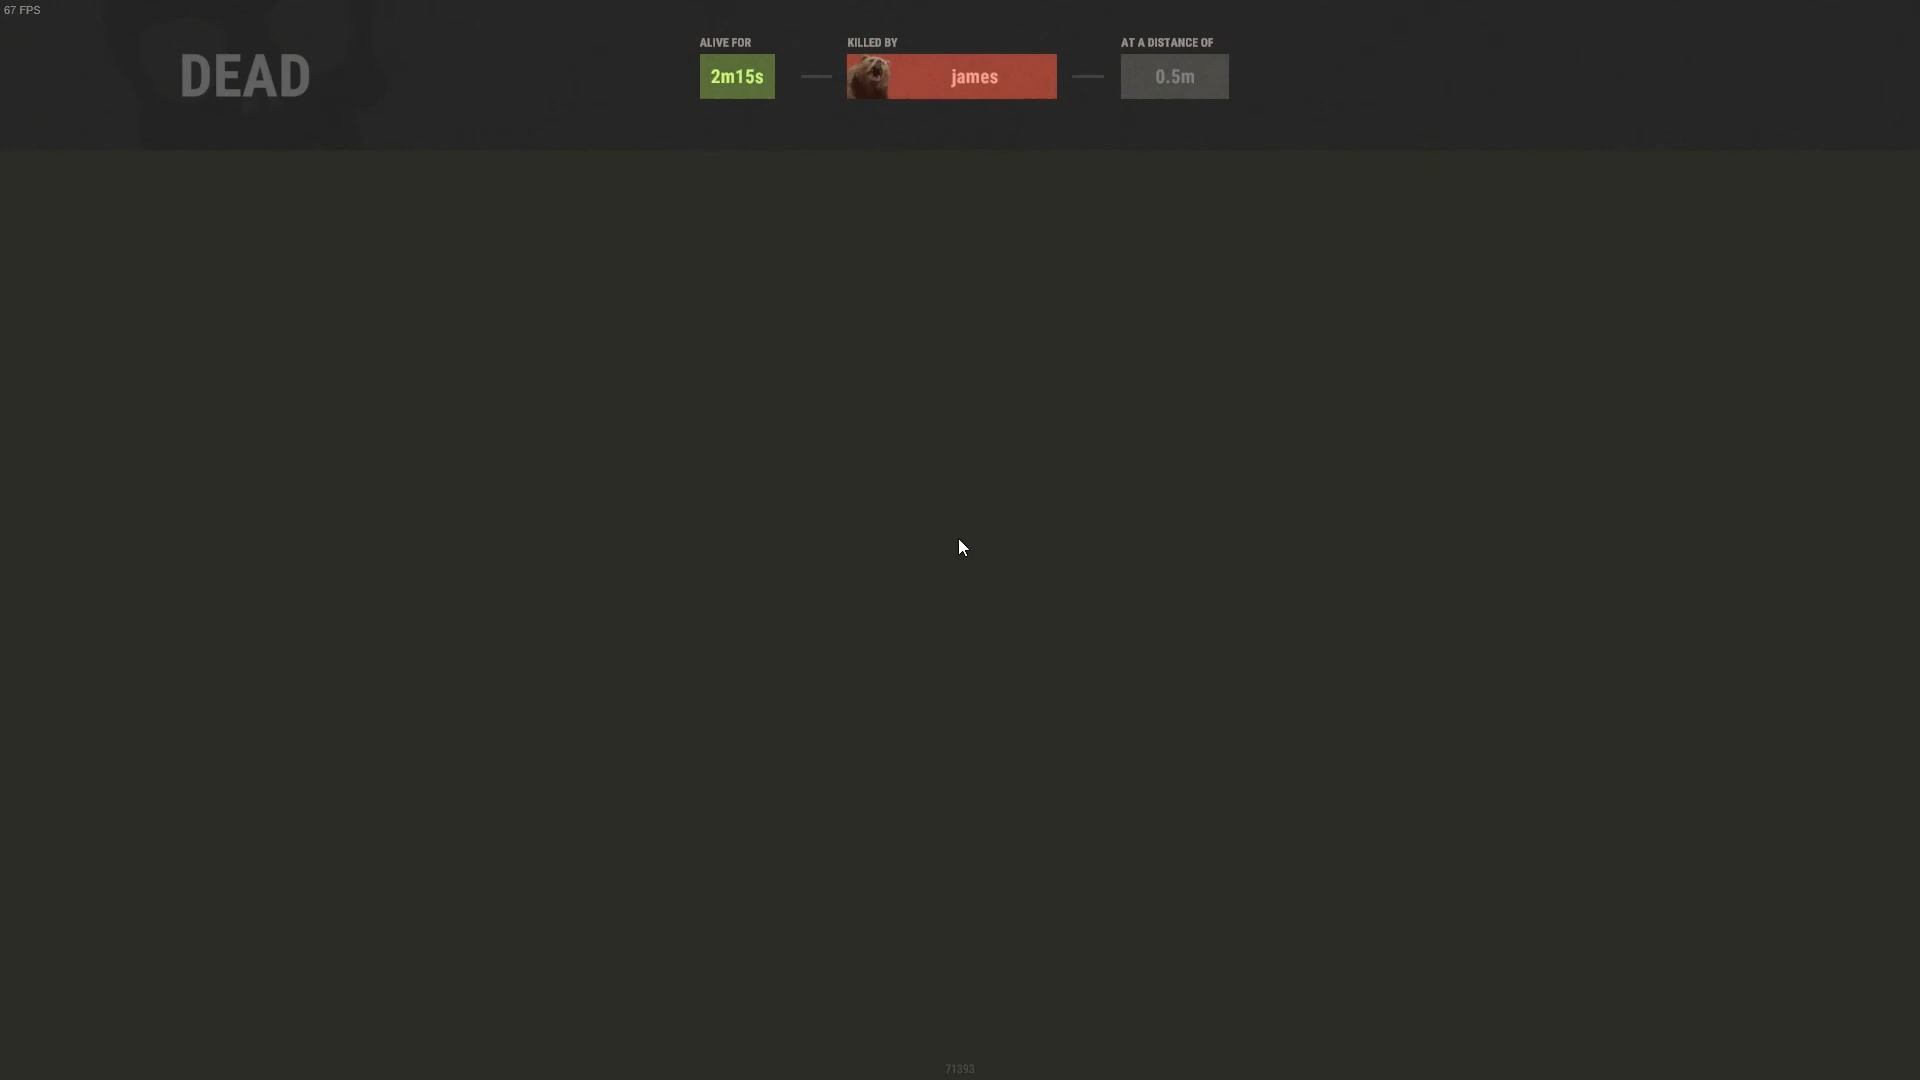 67 FPS
DEAD
ALIVE FOR
2m15s
KILLED BY
james
AT A DISTANCE OF
0.5m
71393